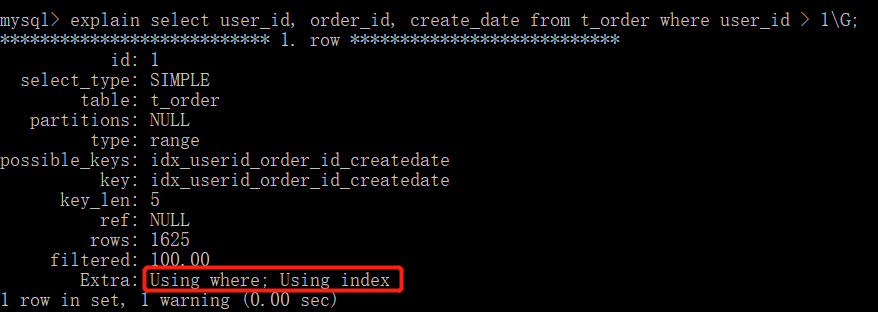 mysql> explain select user_id, order_id, create_date from t_order where user_id > 1\G;
*************************** 1. row ***************************
id: 1
select_type: SIMPLE
table: t_order
partitions: NULL
type: range
possible_keys: idx_userid_order_id_createdate
key: idx_userid_order_id_createdate
key_len: 5
ref: NULL
rows: 1625
filtered: 100.00
Extra: Using where; Using index
1 row in set, 1 warning (0.00 sec)